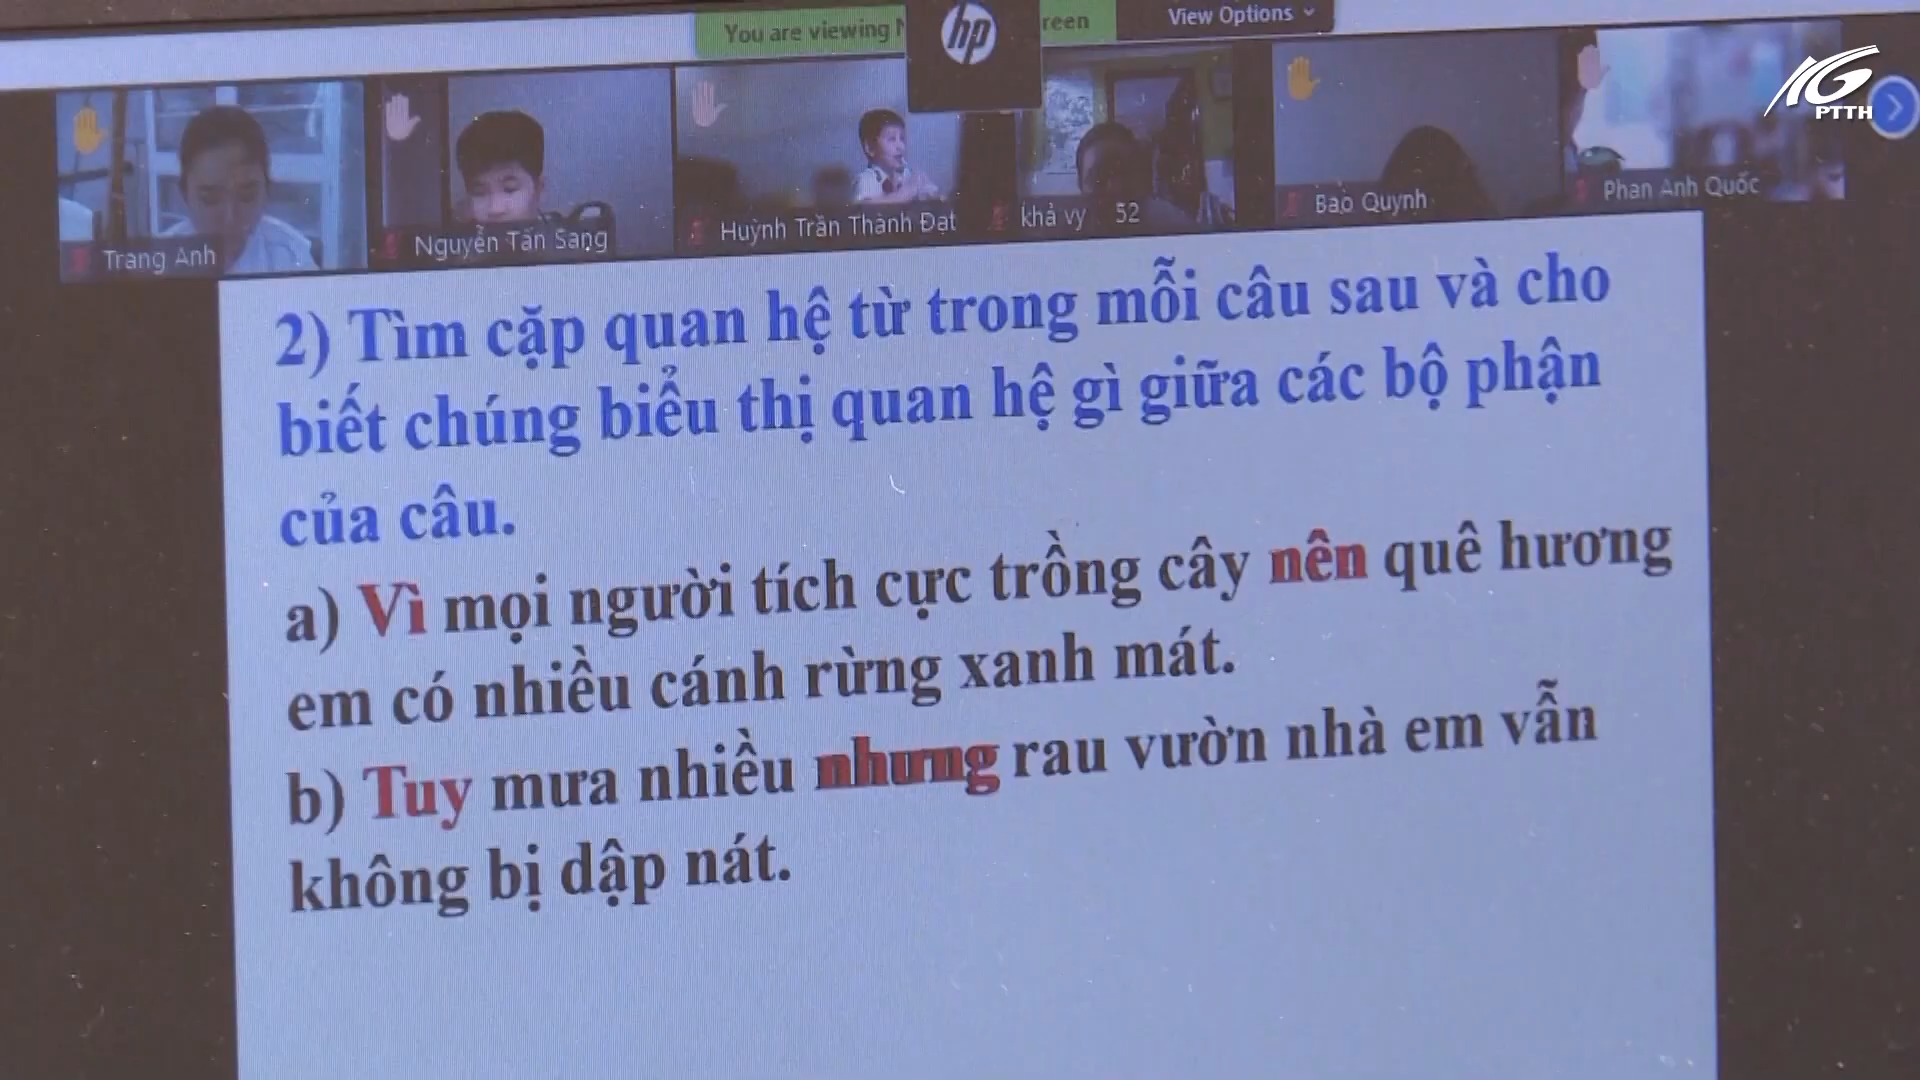 You are viewing
reen
View Options
hp
KG
PTTH
Trang Anh
Nguyễn Tấn Sang
Huỳnh Trần Thành Đạt
khả vy 52
Bảo Quỳnh
Phan Anh Quốc
2) Tìm cặp quan hệ từ trong mỗi câu sau và cho
biết chúng biểu thị quan hệ gì giữa các bộ phận
của câu.
a) Vì mọi người tích cực trồng cây nên quê hương
em có nhiều cánh rừng xanh mát.
b) Tuy mưa nhiều nhưng rau vườn nhà em vẫn
không bị dập nát.